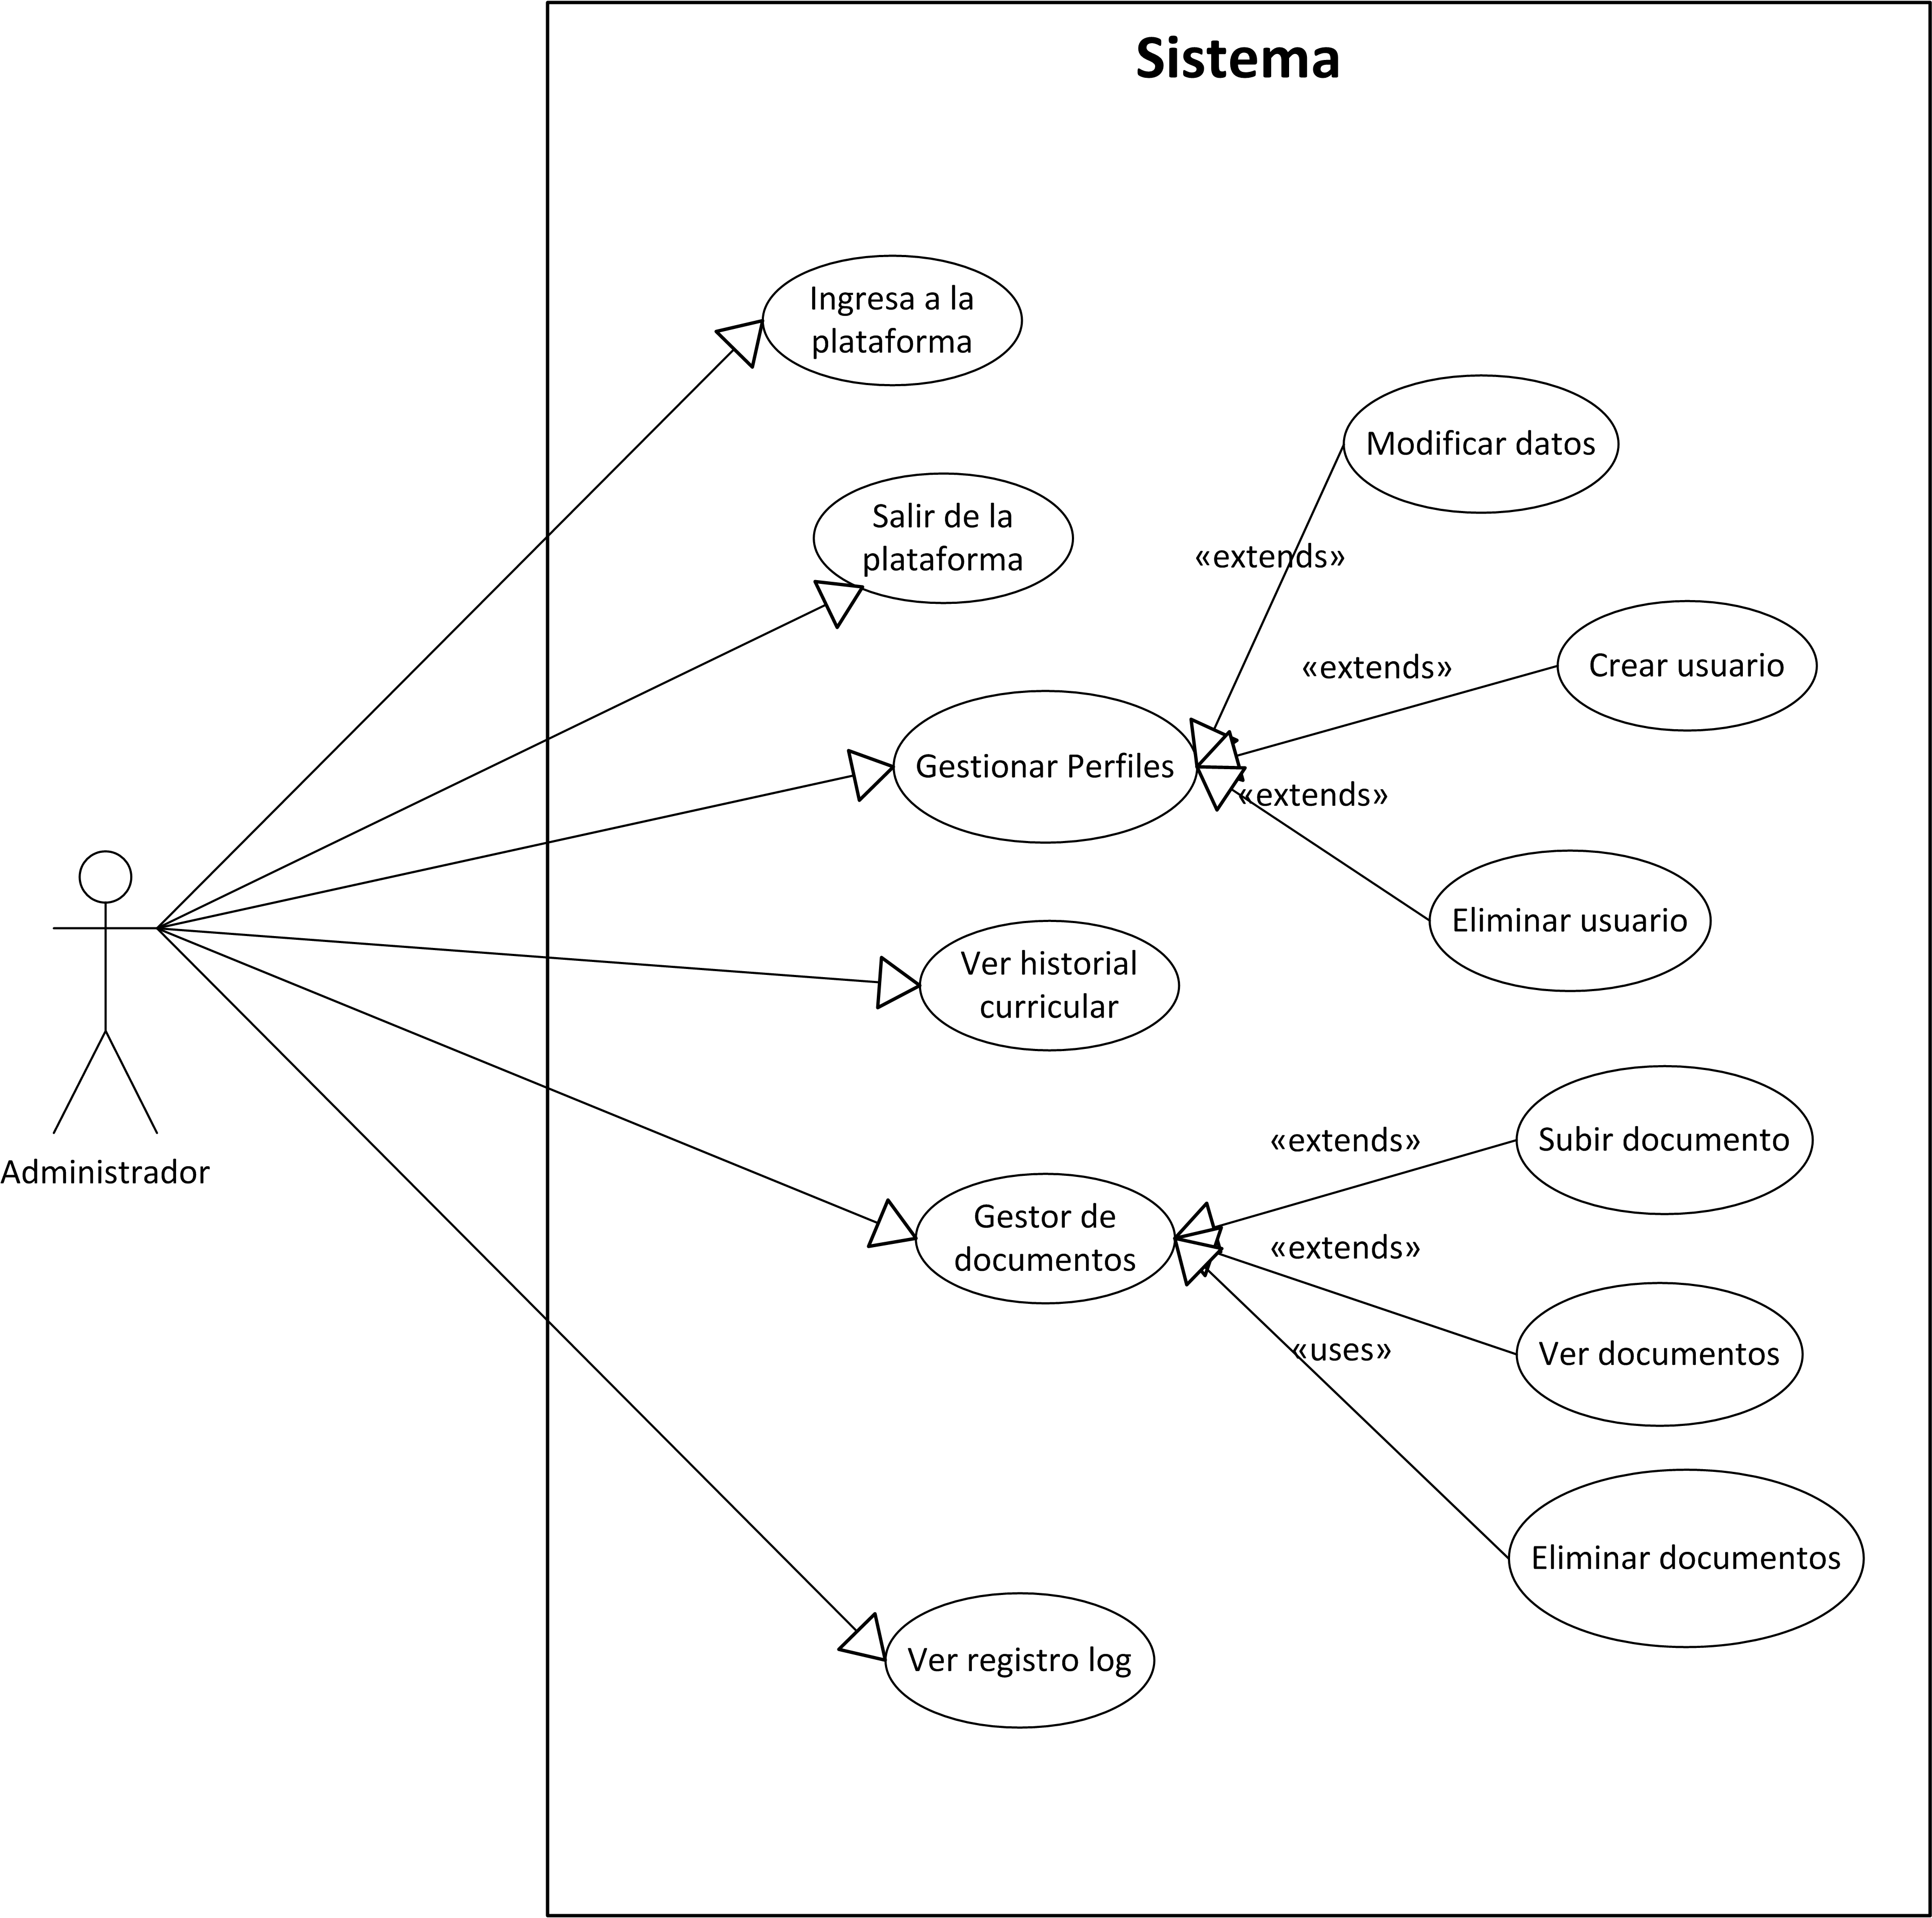 Sistema
Ingresa a la
plataforma
Modificar datos
Salir de la
plataforma
«extends»
«extends»
Crear usuario
Gestionar Perfiles
«extends»
Eliminar usuario
Ver historial
curricular
Administrador
«extends»
Subir documento
Gestor de
documentos
«extends»
«uses»
Ver documentos
Eliminar documentos
Ver registro log